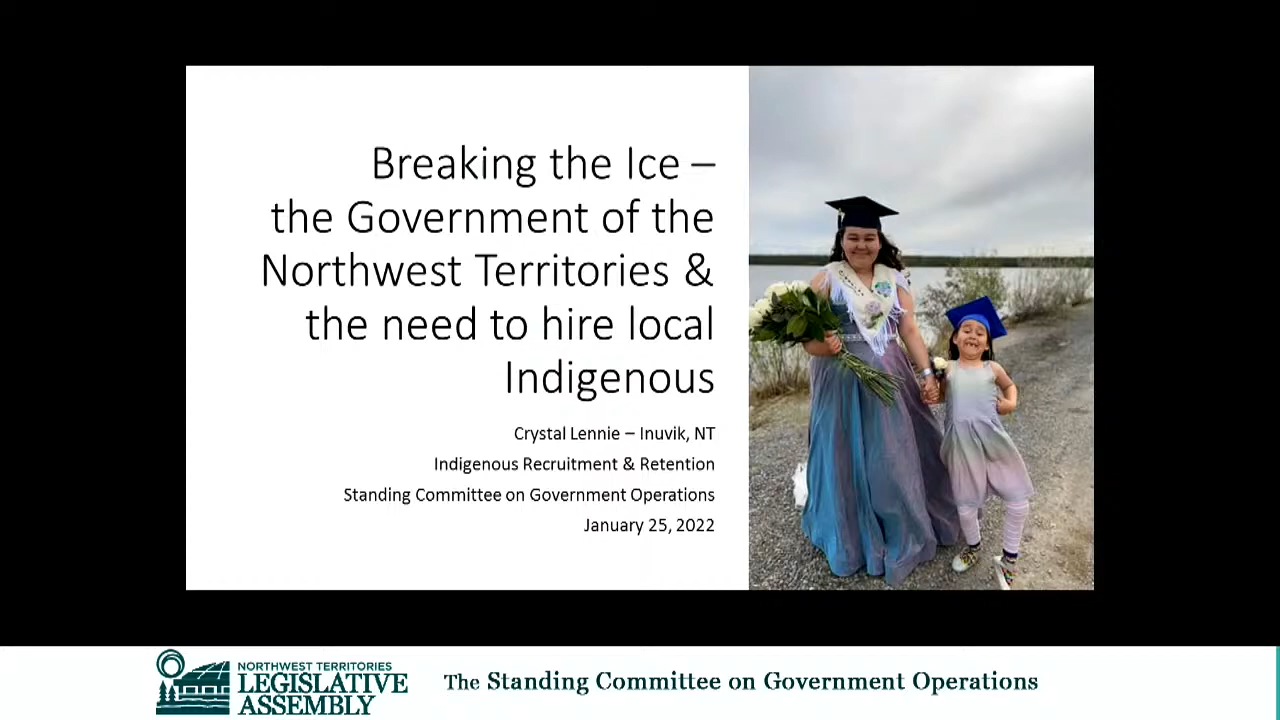 Breaking the Ice –
the Government of the
Northwest Territories &
the need to hire local
Indigenous
Crystal Lennie – Inuvik, NT
Indigenous Recruitment & Retention
Standing Committee on Government Operations
January 25, 2022
NORTHWEST TERRITORIES
LEGISLATIVE
ASSEMBLY
The Standing Committee on Government Operations